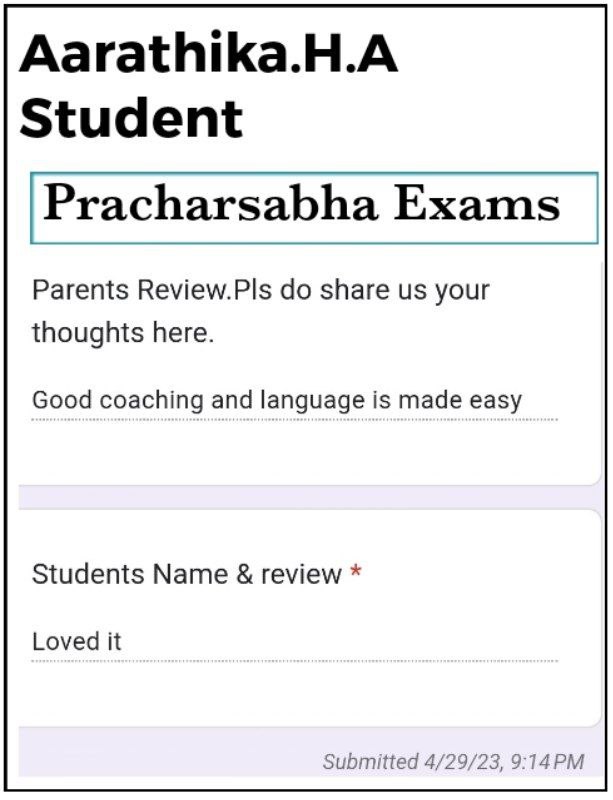 Aarathika.H.A
Student
Pracharsabha Exams
Parents Review.Pls do share us your
thoughts here.
Good coaching and language is made easy
Students Name & review *
Loved it
Submitted 4/29/23, 9:14 PM